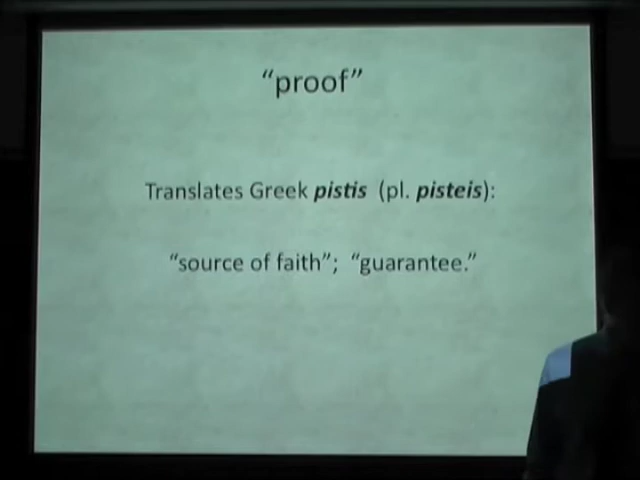 “proof”
Translates Greek pistis (pl. pisteis):
“source of faith”; “guarantee.”